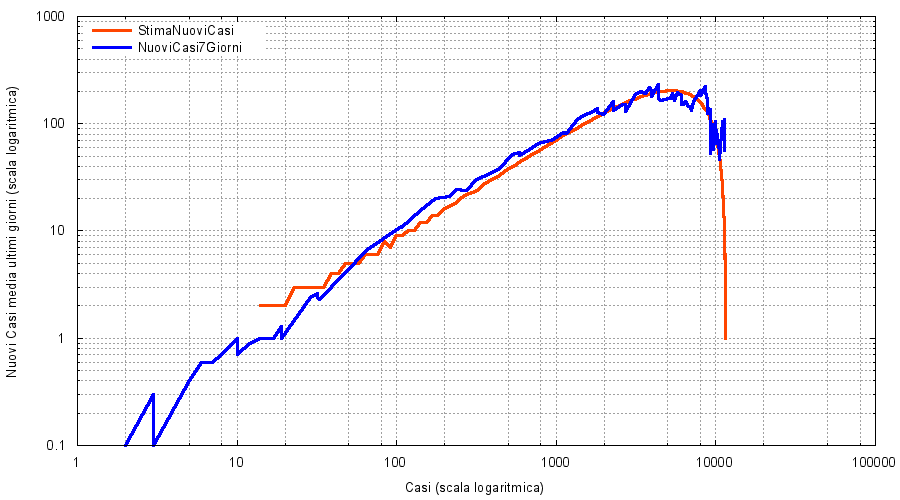 1000
StimaNuoviCasi
NuoviCasi7Giorni
100
10
1
0.1
1 10 100 1000 10000 100000
Nuovi Casi media ultimi giorni (scala logaritmica)
Casi (scala logaritmica)